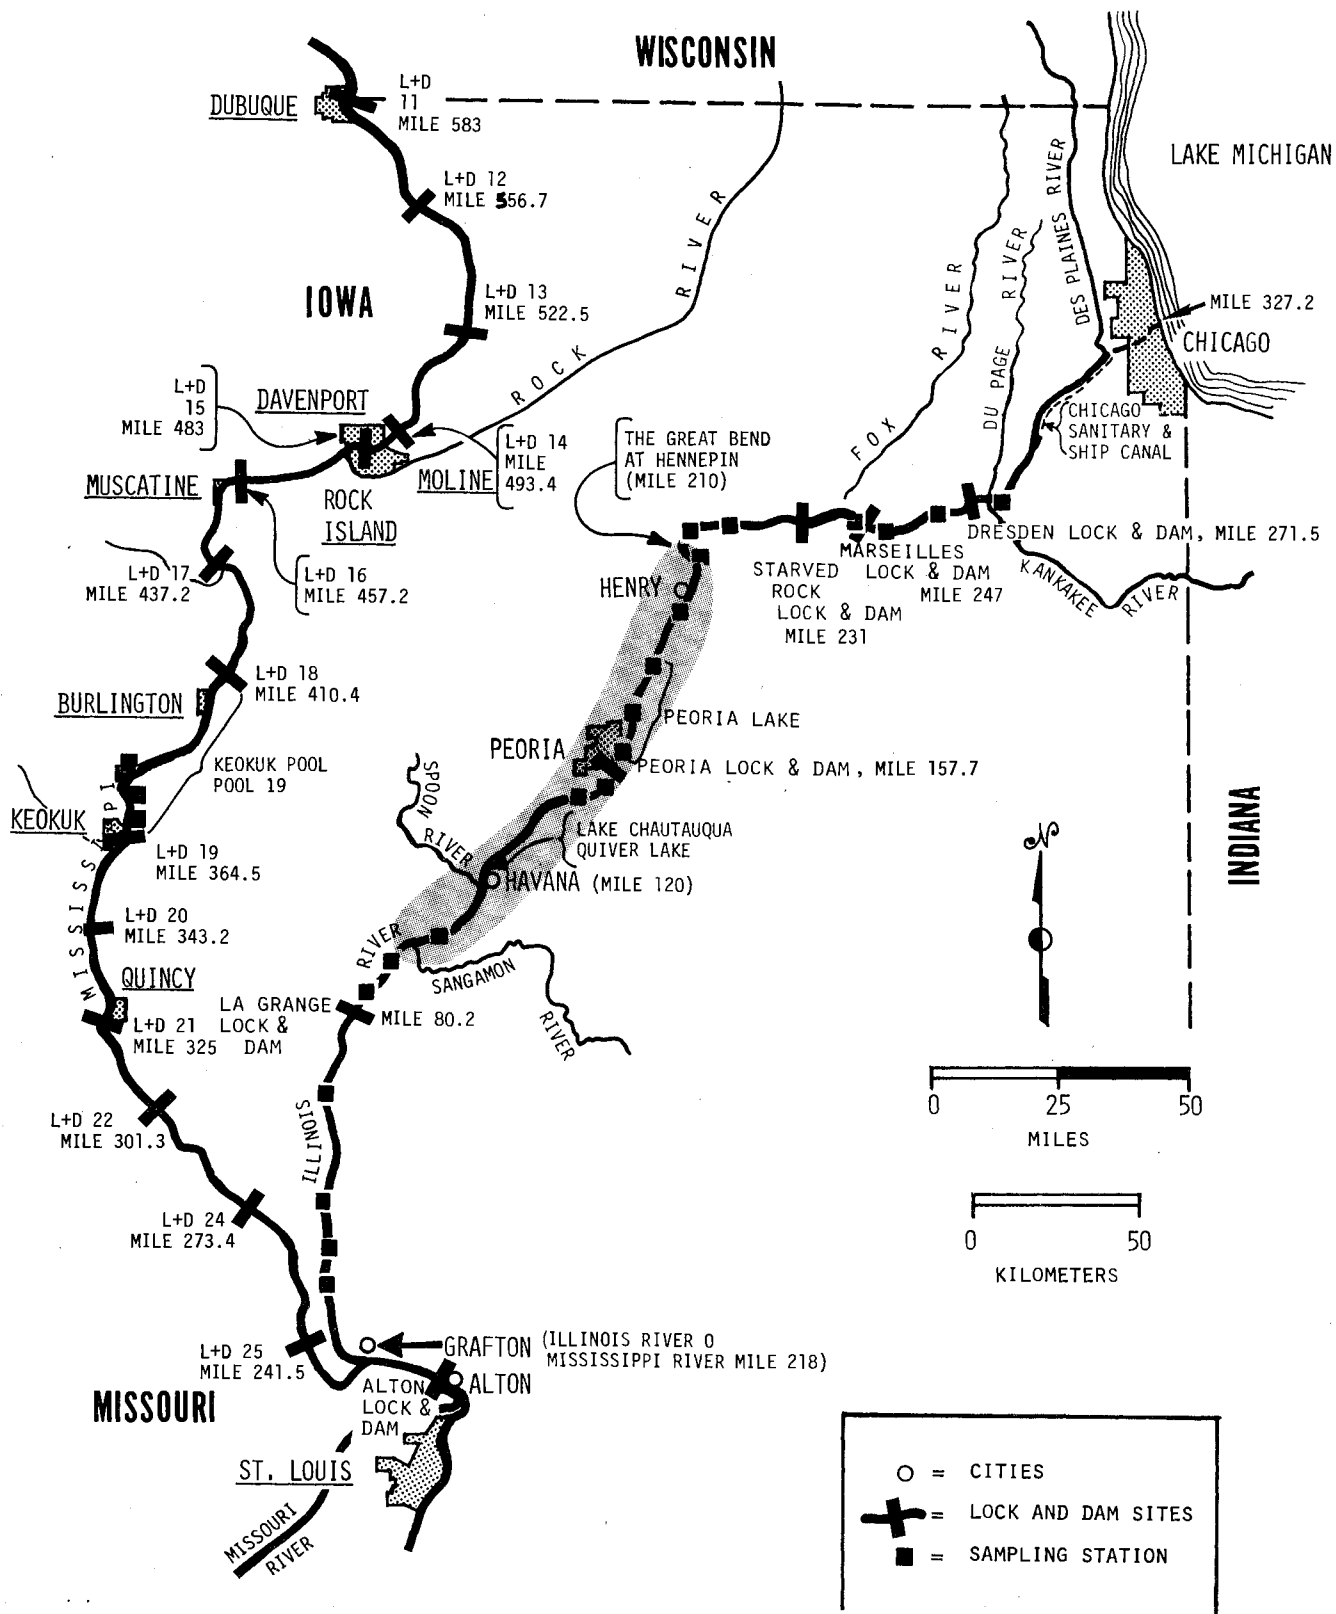 WISCONSIN
L+D
11
MILE 583
DUBUQUE
LAKE MICHIGAN
L+D 12
MILE 556.7
IOWA
L+D 13
MILE 522.5
ROCK RIVER
FOX RIVER
DU PAGE RIVER
DES PLAINES RIVER
MILE 327.2
CHICAGO
CHICAGO
SANITARY &
SHIP CANAL
L+D
15
MILE 483
DAVENPORT
L+D 14
MILE
493.4
MOLINE
ROCK
ISLAND
MUSCATINE
THE GREAT BEND
AT HENNEPIN
(MILE 210)
L+D 17
MILE 437.2
L+D 16
MILE 457.2
HENRY
STARVED
ROCK
LOCK & DAM
MILE 231
MARSEILLES
LOCK & DAM
MILE 247
DRESDEN LOCK & DAM, MILE 271.5
KANKAKEE RIVER
L+D 18
MILE 410.4
BURLINGTON
PEORIA LAKE
PEORIA
PEORIA LOCK & DAM, MILE 157.7
KEOKUK POOL
POOL 19
KEOKUK
SPOON RIVER
LAKE CHAUTAUQUA
QUIVER LAKE
HAVANA (MILE 120)
INDIANA
N
L+D 19
MILE 364.5
L+D 20
MILE 343.2
MISSISSIPPI
QUINCY
L+D 21
MILE 325
LA GRANGE
LOCK &
DAM
MILE 80.2
SANGAMON RIVER
ILLINOIS RIVER
0 25 50
MILES
0 50
KILOMETERS
L+D 22
MILE 301.3
L+D 24
MILE 273.4
L+D 25
MILE 241.5
GRAFTON (ILLINOIS RIVER 0
MISSISSIPPI RIVER MILE 218)
ALTON
LOCK &
DAM
ALTON
MISSOURI
ST. LOUIS
MISSOURI
RIVER
= CITIES
= LOCK AND DAM SITES
= SAMPLING STATION